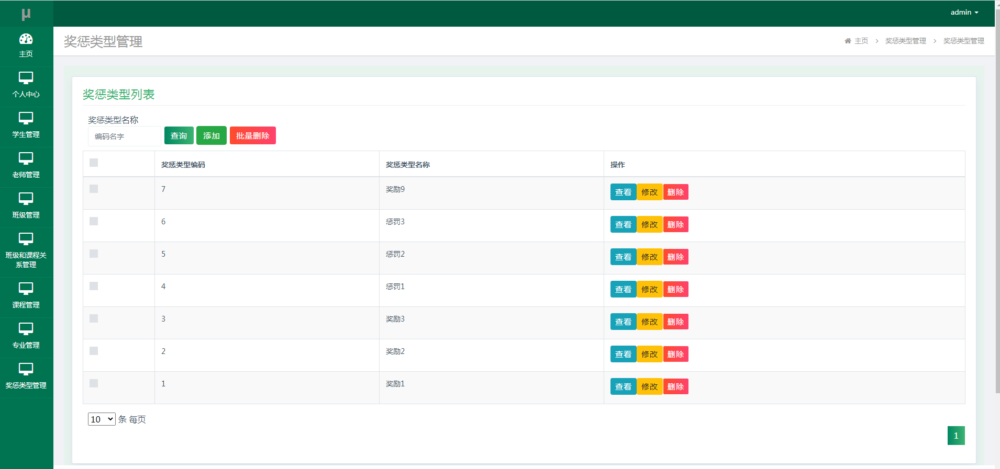 μ
admin
主页
个人中心
学生管理
老师管理
班级管理
班级和课程关
系管理
课程管理
专业管理
奖惩类型管理
奖惩类型管理
主页 > 奖惩类型管理 > 奖惩类型管理
奖惩类型列表
奖惩类型名称
编码名字 查询 添加 批量删除
奖惩类型编码 奖惩类型名称 操作
7 奖励9 查看 修改 删除
6 惩罚3 查看 修改 删除
5 惩罚2 查看 修改 删除
4 惩罚1 查看 修改 删除
3 奖励3 查看 修改 删除
2 奖励2 查看 修改 删除
1 奖励1 查看 修改 删除
10 条 每页
1